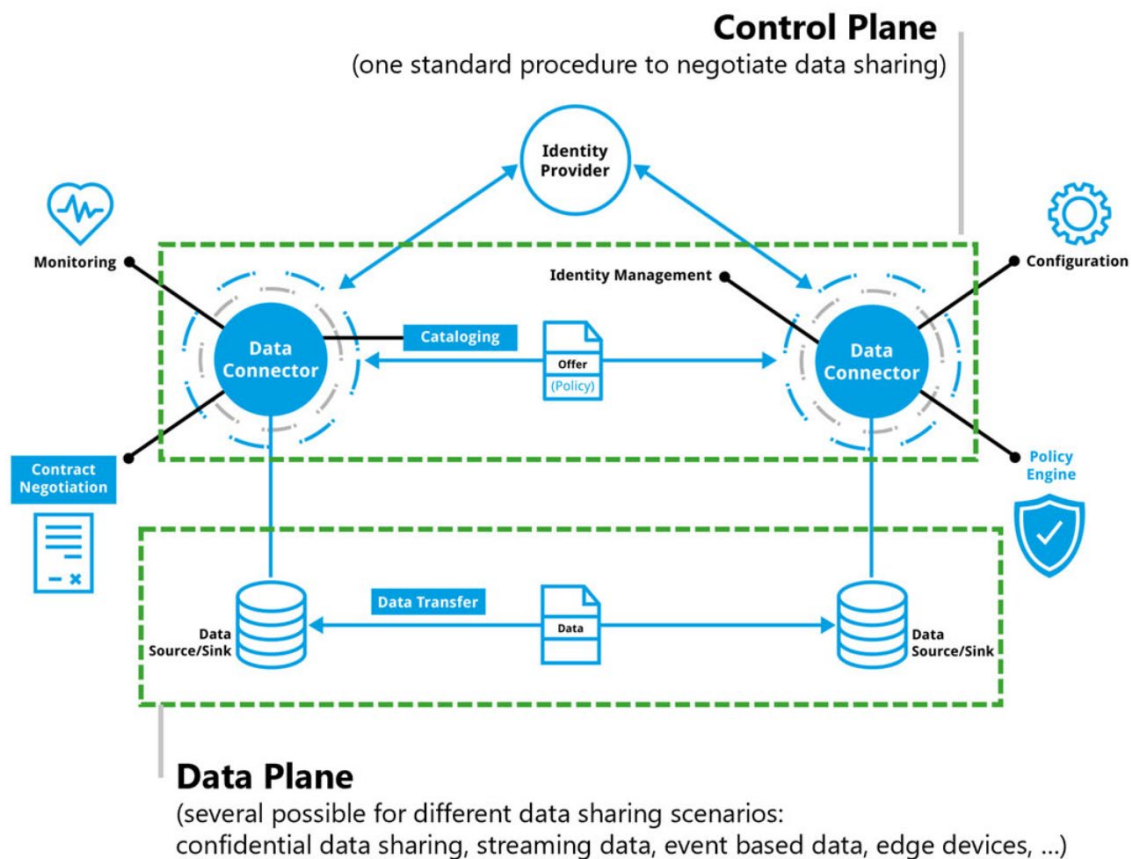 Control Plane
(one standard procedure to negotiate data sharing)
Identity
Provider
Monitoring
Identity Management
Configuration
Data
Connector
Cataloging
Offer
(Policy)
Data
Connector
Contract
Negotiation
Policy
Engine
Data Transfer
Data
Source/Sink
Data
Data
Source/Sink
Data Plane
(several possible for different data sharing scenarios:
confidential data sharing, streaming data, event based data, edge devices, ...)